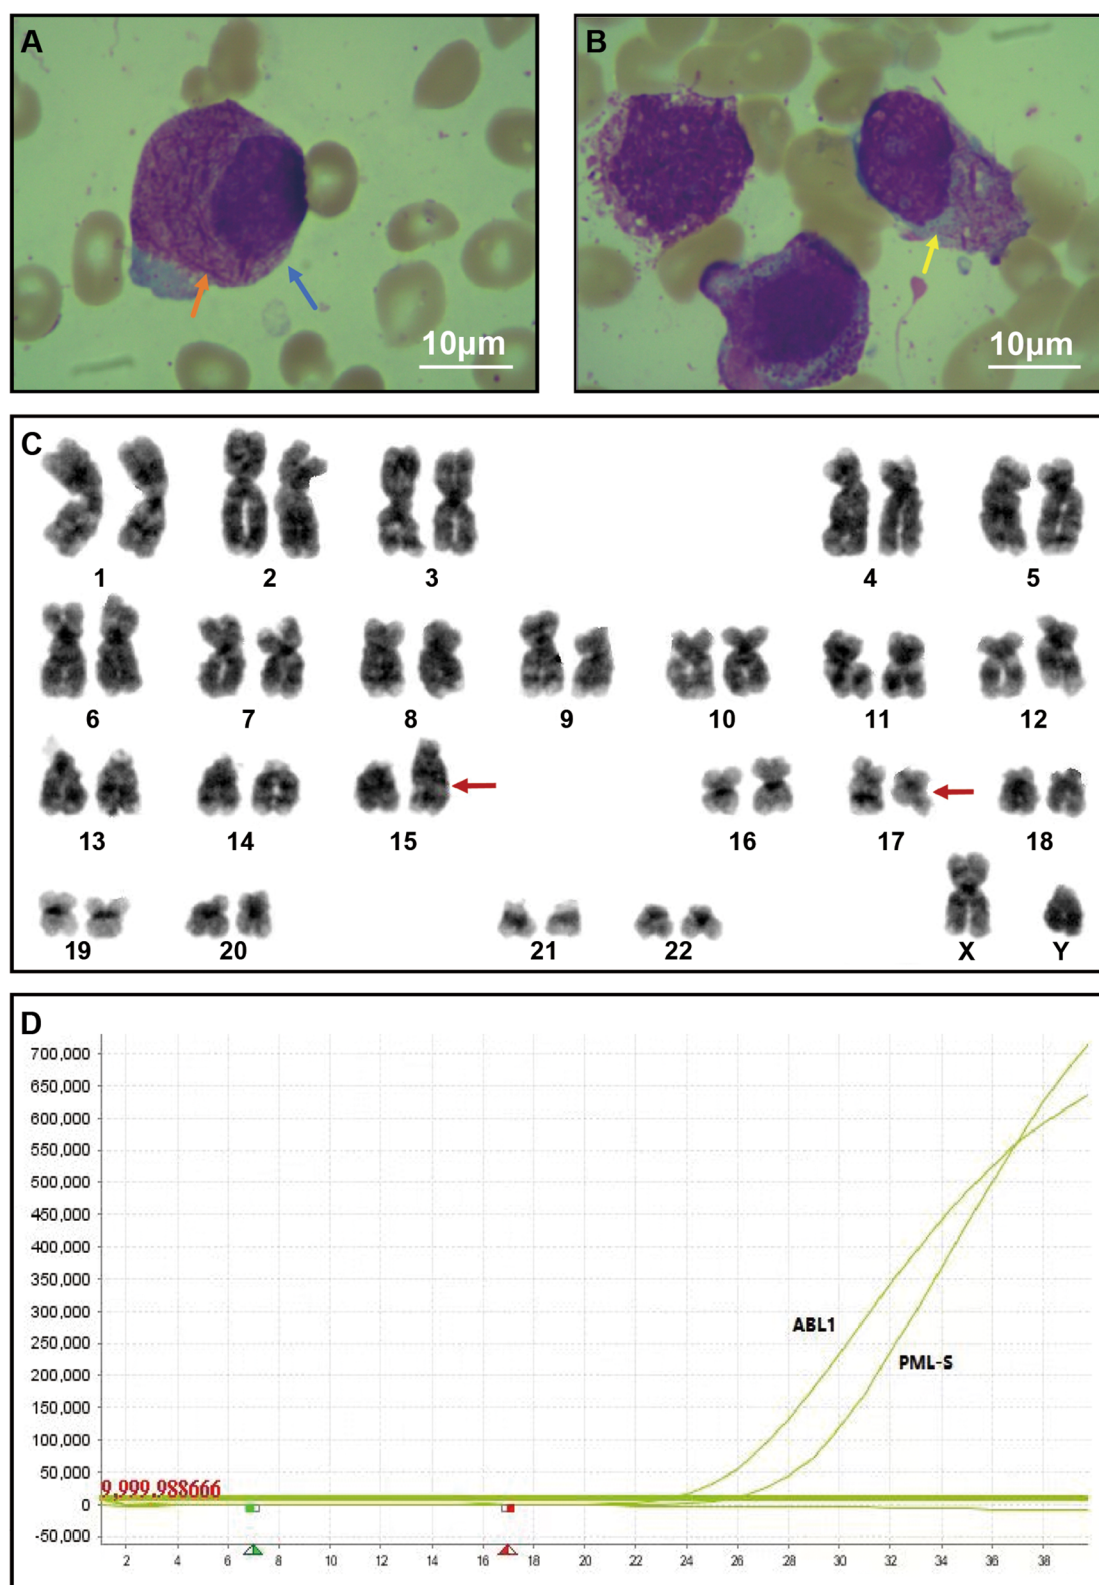 A
10μm
B
10μm
C
1 2 3 4 5
6 7 8 9 10 11 12
13 14 15 16 17 18
19 20 21 22 X Y
D
700,000
650,000
600,000
550,000
500,000
450,000
400,000
350,000
300,000
ABL1
250,000
PML-S
200,000
150,000
100,000
50,000
9,999.988666
0
-50,000
2 4 6 8 10 12 14 16 18 20 22 24 26 28 30 32 34 36 38